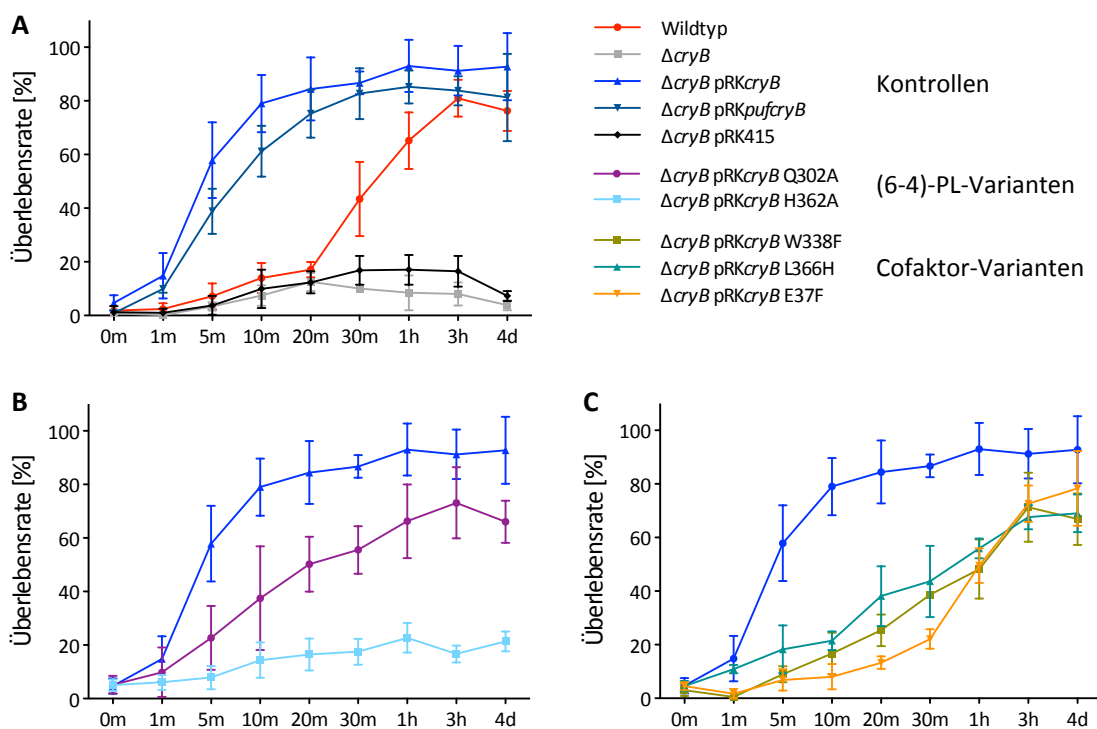 A
Überlebensrate [%]
100
80
60
40
20
0
0m 1m 5m 10m 20m 30m 1h 3h 4d
Wildtyp
ΔcryB
ΔcryB pRKcryB
ΔcryB pRKpufcryB
ΔcryB pRK415
Kontrollen
ΔcryB pRKcryB Q302A
ΔcryB pRKcryB H362A
(6-4)-PL-Varianten
ΔcryB pRKcryB W338F
ΔcryB pRKcryB L366H
ΔcryB pRKcryB E37F
Cofaktor-Varianten
B
Überlebensrate [%]
100
80
60
40
20
0
0m 1m 5m 10m 20m 30m 1h 3h 4d
C
Überlebensrate [%]
100
80
60
40
20
0
0m 1m 5m 10m 20m 30m 1h 3h 4d